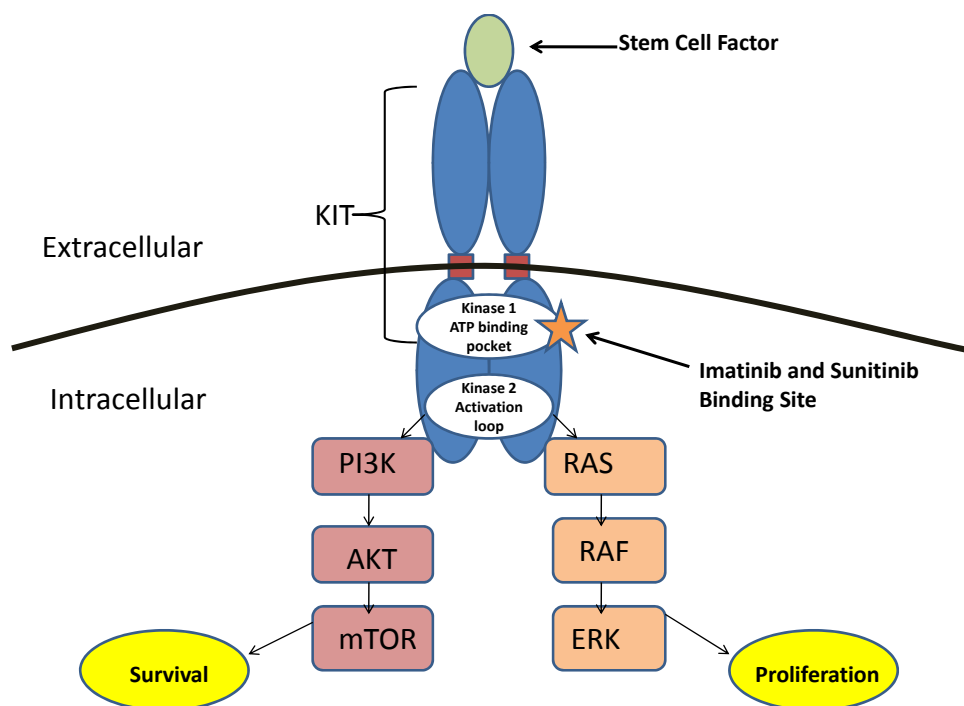 Stem Cell Factor
KIT
Extracellular
Kinase 1
ATP binding
pocket
Imatinib and Sunitinib
Binding Site
Intracellular
Kinase 2
Activation
loop
PI3K
RAS
AKT
RAF
mTOR
ERK
Survival
Proliferation